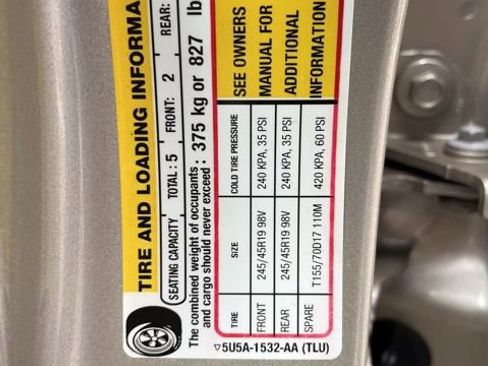 TIRE AND LOADING INFORMA
SEATING CAPACITY TOTAL : 5 FRONT: 2 REAR:
The combined weight of occupants
and cargo should never exceed : 375 kg or 827 lb
TIRE SIZE COLD TIRE PRESSURE
FRONT 245/45R19 98V 240 KPA, 35 PSI
REAR 245/45R19 98V 240 KPA, 35 PSI
SPARE T155/70D17 110M 420 KPA, 60 PSI
SEE OWNERS
MANUAL FOR
ADDITIONAL
INFORMATION
▽5U5A-1532-AA (TLU)